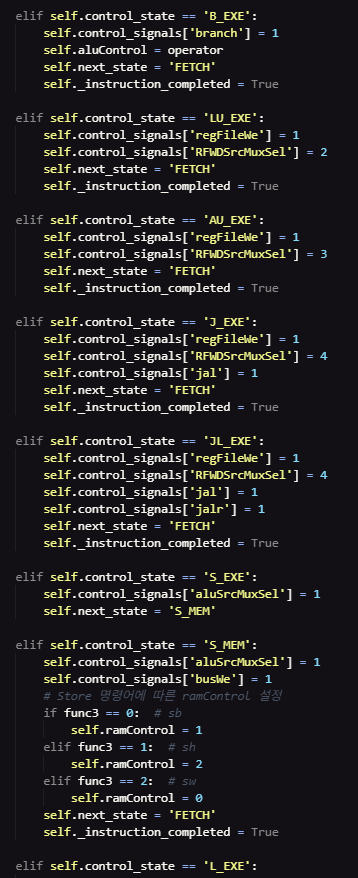 elif self.control_state == 'B_EXE':
    self.control_signals['branch'] = 1
    self.aluControl = operator
    self.next_state = 'FETCH'
    self._instruction_completed = True

elif self.control_state == 'LU_EXE':
    self.control_signals['regFileWe'] = 1
    self.control_signals['RFWDSrcMuxSel'] = 2
    self.next_state = 'FETCH'
    self._instruction_completed = True

elif self.control_state == 'AU_EXE':
    self.control_signals['regFileWe'] = 1
    self.control_signals['RFWDSrcMuxSel'] = 3
    self.next_state = 'FETCH'
    self._instruction_completed = True

elif self.control_state == 'J_EXE':
    self.control_signals['regFileWe'] = 1
    self.control_signals['RFWDSrcMuxSel'] = 4
    self.control_signals['jal'] = 1
    self.next_state = 'FETCH'
    self._instruction_completed = True

elif self.control_state == 'JL_EXE':
    self.control_signals['regFileWe'] = 1
    self.control_signals['RFWDSrcMuxSel'] = 4
    self.control_signals['jal'] = 1
    self.control_signals['jalr'] = 1
    self.next_state = 'FETCH'
    self._instruction_completed = True

elif self.control_state == 'S_EXE':
    self.control_signals['aluSrcMuxSel'] = 1
    self.next_state = 'S_MEM'

elif self.control_state == 'S_MEM':
    self.control_signals['aluSrcMuxSel'] = 1
    self.control_signals['busWe'] = 1
    # Store 명령어에 따른 ramControl 설정
    if func3 == 0:  # sb
        self.ramControl = 1
    elif func3 == 1:  # sh
        self.ramControl = 2
    elif func3 == 2:  # sw
        self.ramControl = 0
    self.next_state = 'FETCH'
    self._instruction_completed = True

elif self.control_state == 'L_EXE':